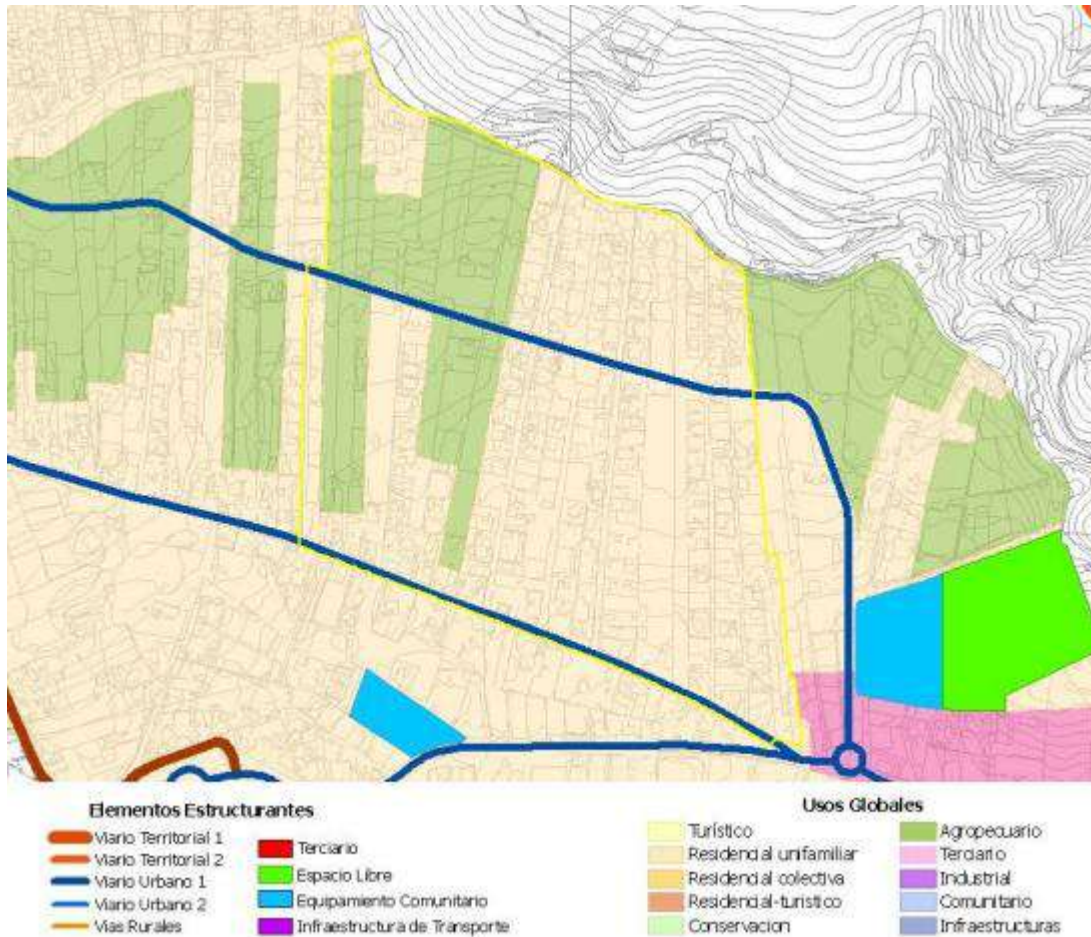 Elementos Estructurantes
Viario Territorial 1
Viario Territorial 2
Viario Urbano 1
Viario Urbano 2
Vias Rurales
Terciario
Espacio Libre
Equipamiento Comunitario
Infraestructura de Transporte
Usos Globales
Turístico
Residencial unifamiliar
Residencial colectiva
Residencial-turistico
Conservacion
Agropecuario
Terciario
Industrial
Comunitario
Infraestructuras